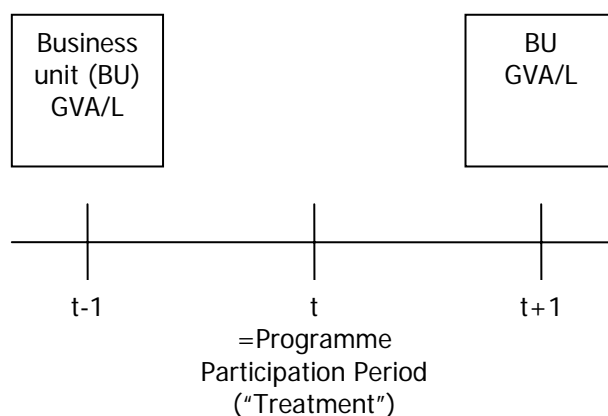 Business
unit (BU)
GVA/L
BU
GVA/L
t-1
t
t+1
=Programme
Participation Period
(“Treatment”)